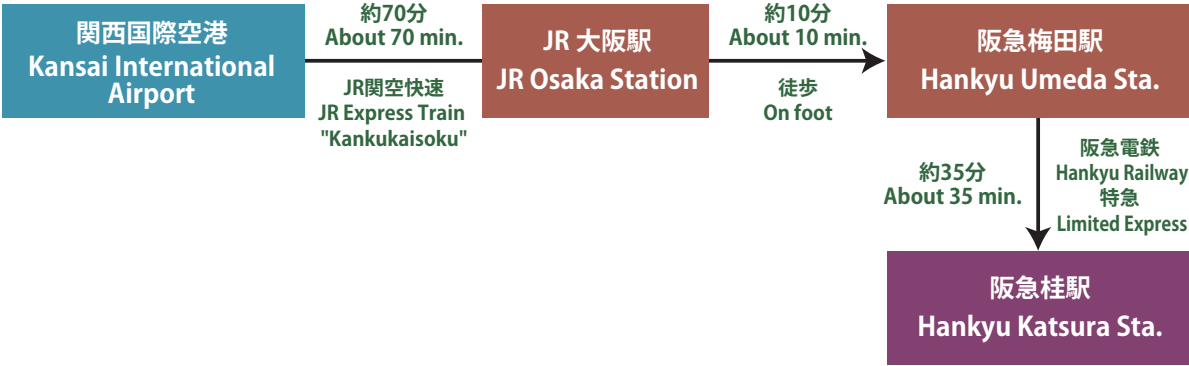 関西国際空港
Kansai International
Airport
約70分
About 70 min.
JR関空快速
JR Express Train
"Kankukaisoku"
JR 大阪駅
JR Osaka Station
約10分
About 10 min.
徒歩
On foot
阪急梅田駅
Hankyu Umeda Sta.
約35分
About 35 min.
阪急電鉄
Hankyu Railway
特急
Limited Express
阪急桂駅
Hankyu Katsura Sta.